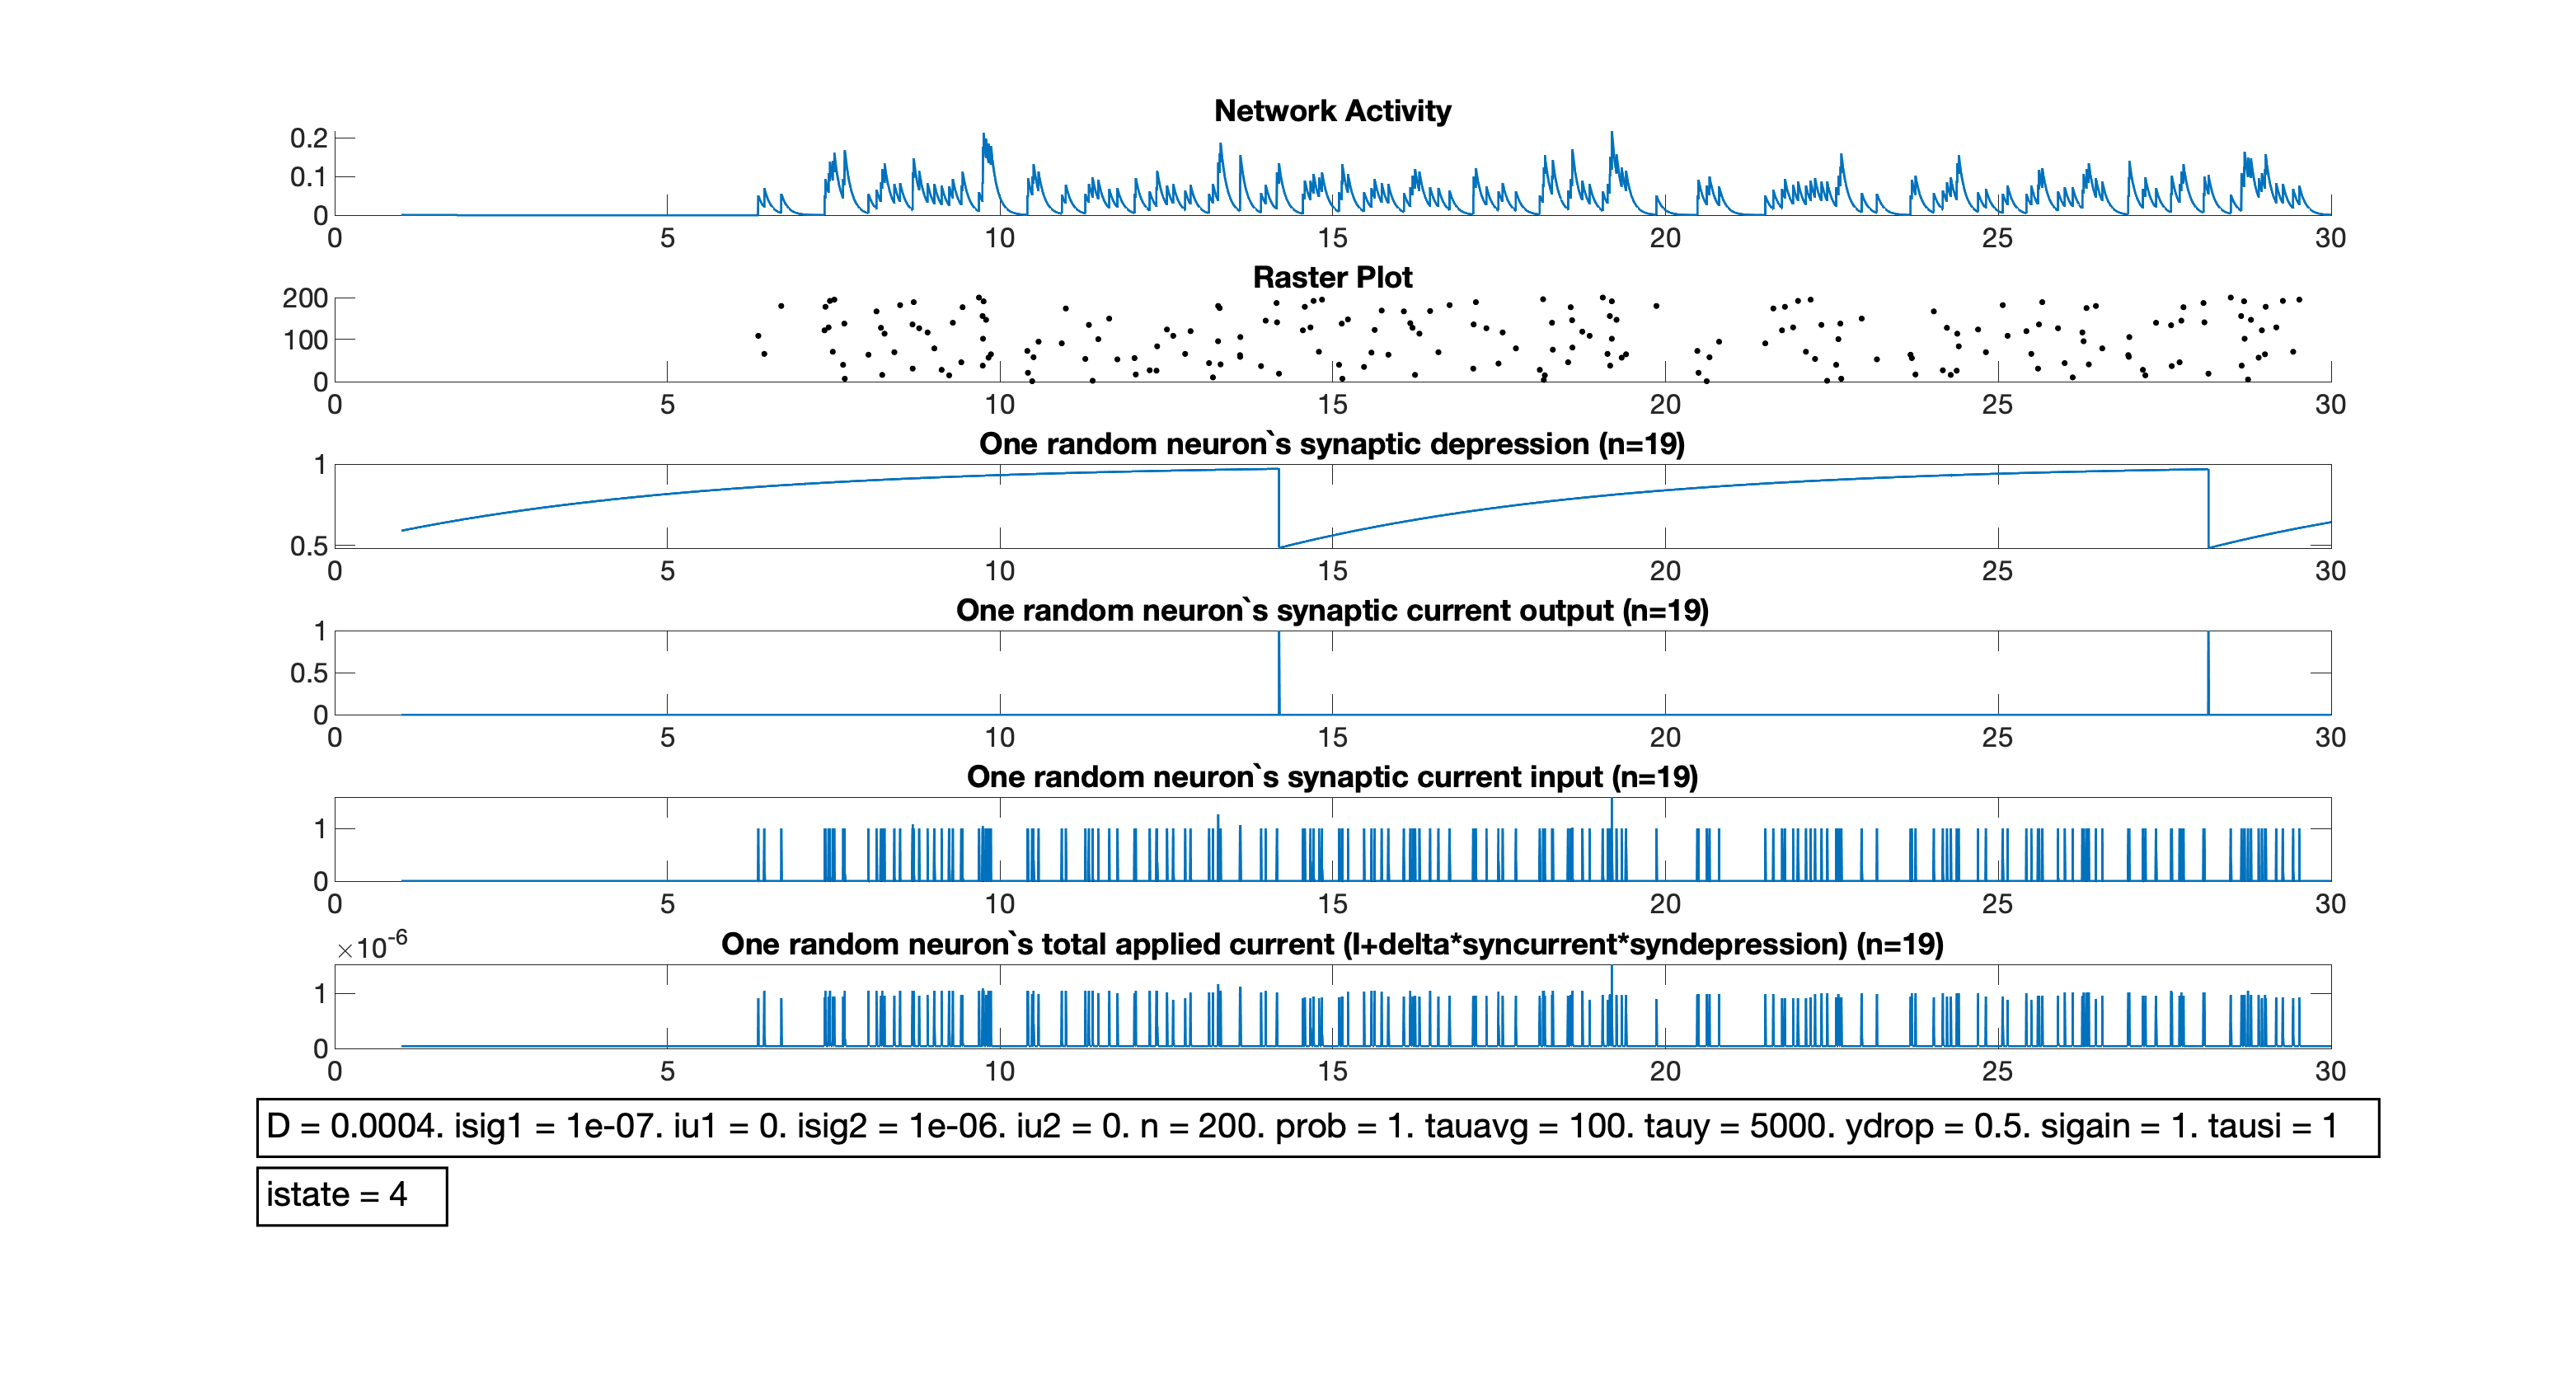 Network Activity
0.2
0.1
0
0 5 10 15 20 25 30
Raster Plot
200
100
0
0 5 10 15 20 25 30
One random neuron`s synaptic depression (n=19)
1
0.5
0 5 10 15 20 25 30
One random neuron`s synaptic current output (n=19)
1
0.5
0
0 5 10 15 20 25 30
One random neuron`s synaptic current input (n=19)
1
0
0 5 10 15 20 25 30
×10⁻⁶ One random neuron`s total applied current (I+delta*syncurrent*syndepression) (n=19)
1
0
0 5 10 15 20 25 30
D = 0.0004. isig1 = 1e-07. iu1 = 0. isig2 = 1e-06. iu2 = 0. n = 200. prob = 1. tauavg = 100. tauy = 5000. ydrop = 0.5. sigain = 1. tausi = 1
istate = 4